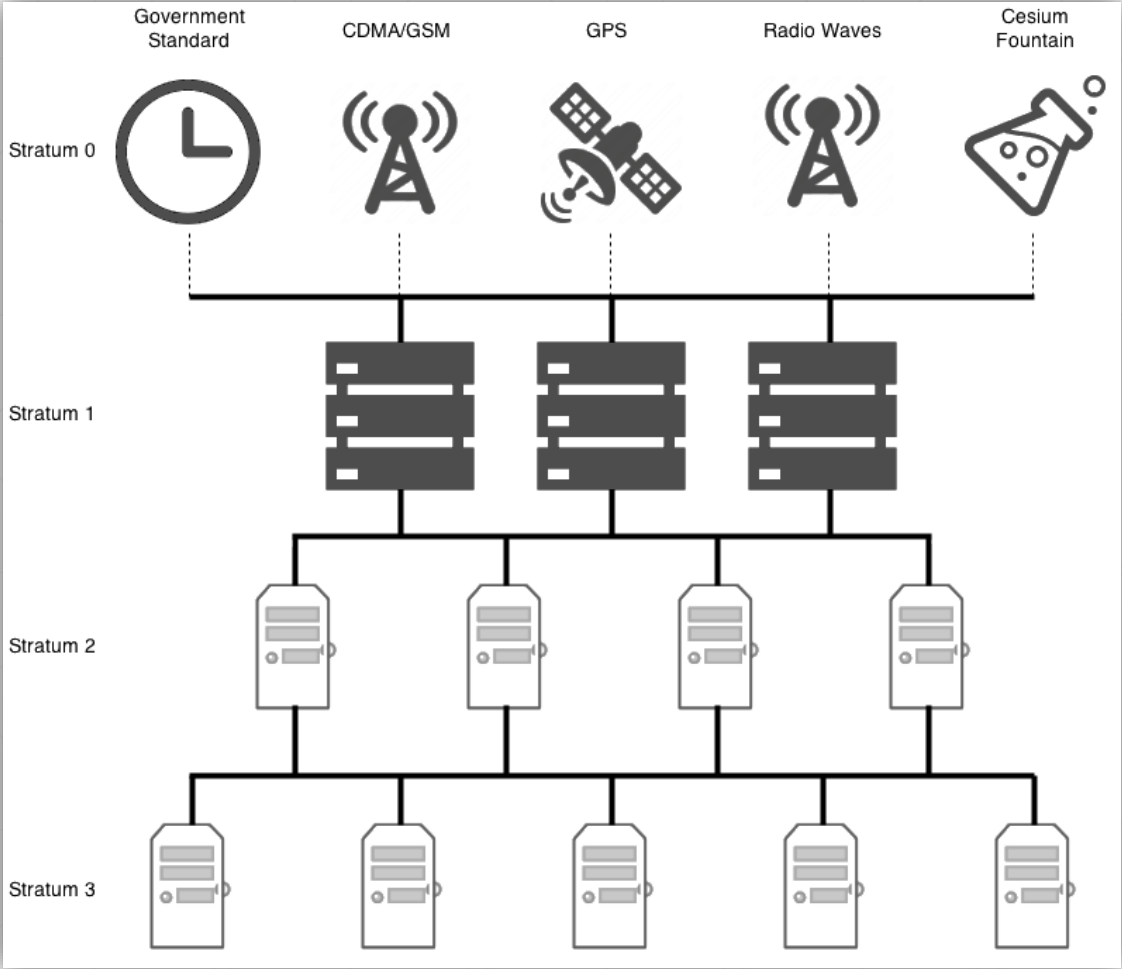 Government
Standard
CDMA/GSM
GPS
Radio Waves
Cesium
Fountain
Stratum 0
Stratum 1
Stratum 2
Stratum 3